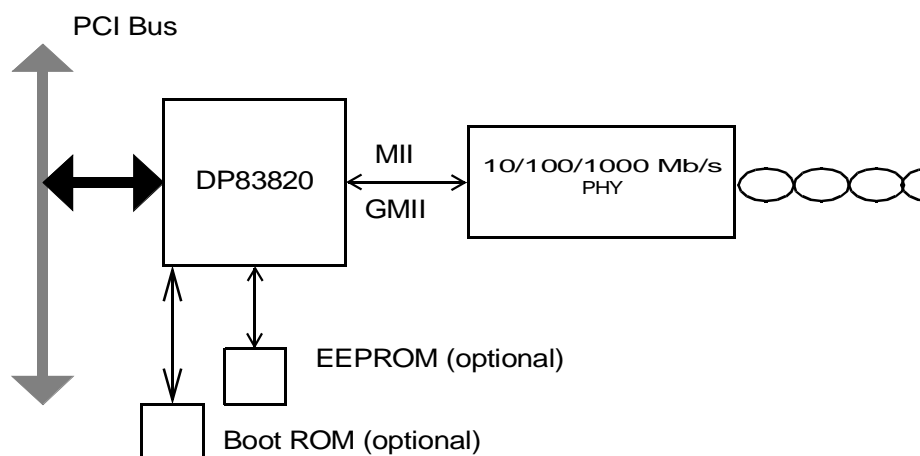 PCI Bus
DP83820
MII
GMII
10/100/1000 Mb/s
PHY
EEPROM (optional)
Boot ROM (optional)